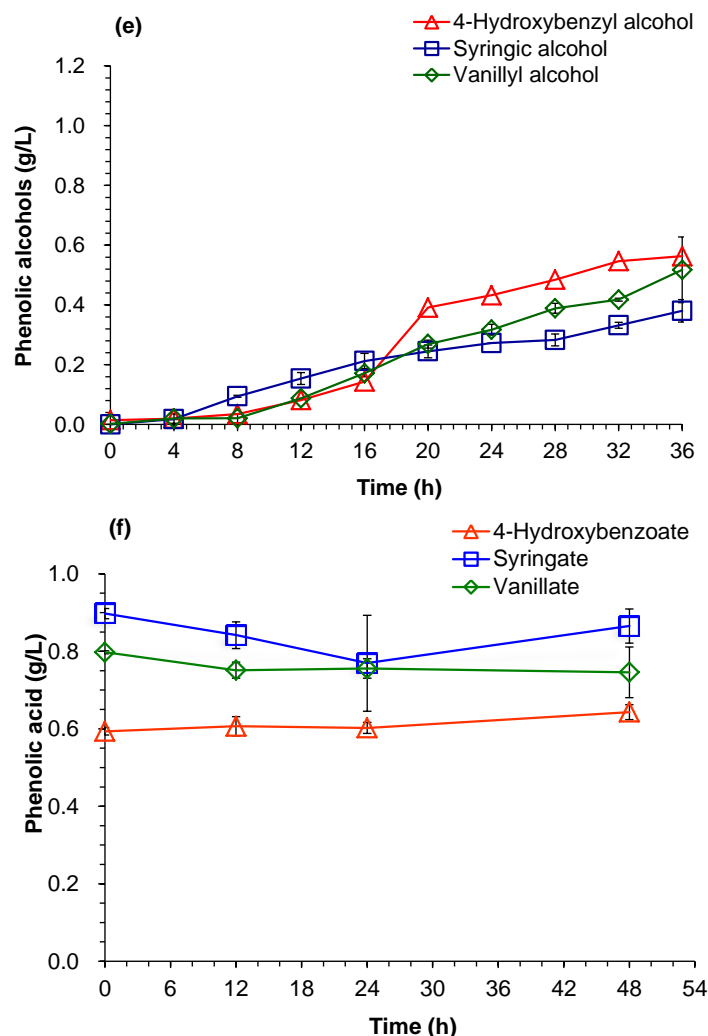 (e)
4-Hydroxybenzyl alcohol
Syringic alcohol
Vanillyl alcohol
Phenolic alcohols (g/L)
1.2
1.0
0.8
0.6
0.4
0.2
0.0
0 4 8 12 16 20 24 28 32 36
Time (h)
(f)
4-Hydroxybenzoate
Syringate
Vanillate
Phenolic acid (g/L)
1.0
0.8
0.6
0.4
0.2
0.0
0 6 12 18 24 30 36 42 48 54
Time (h)